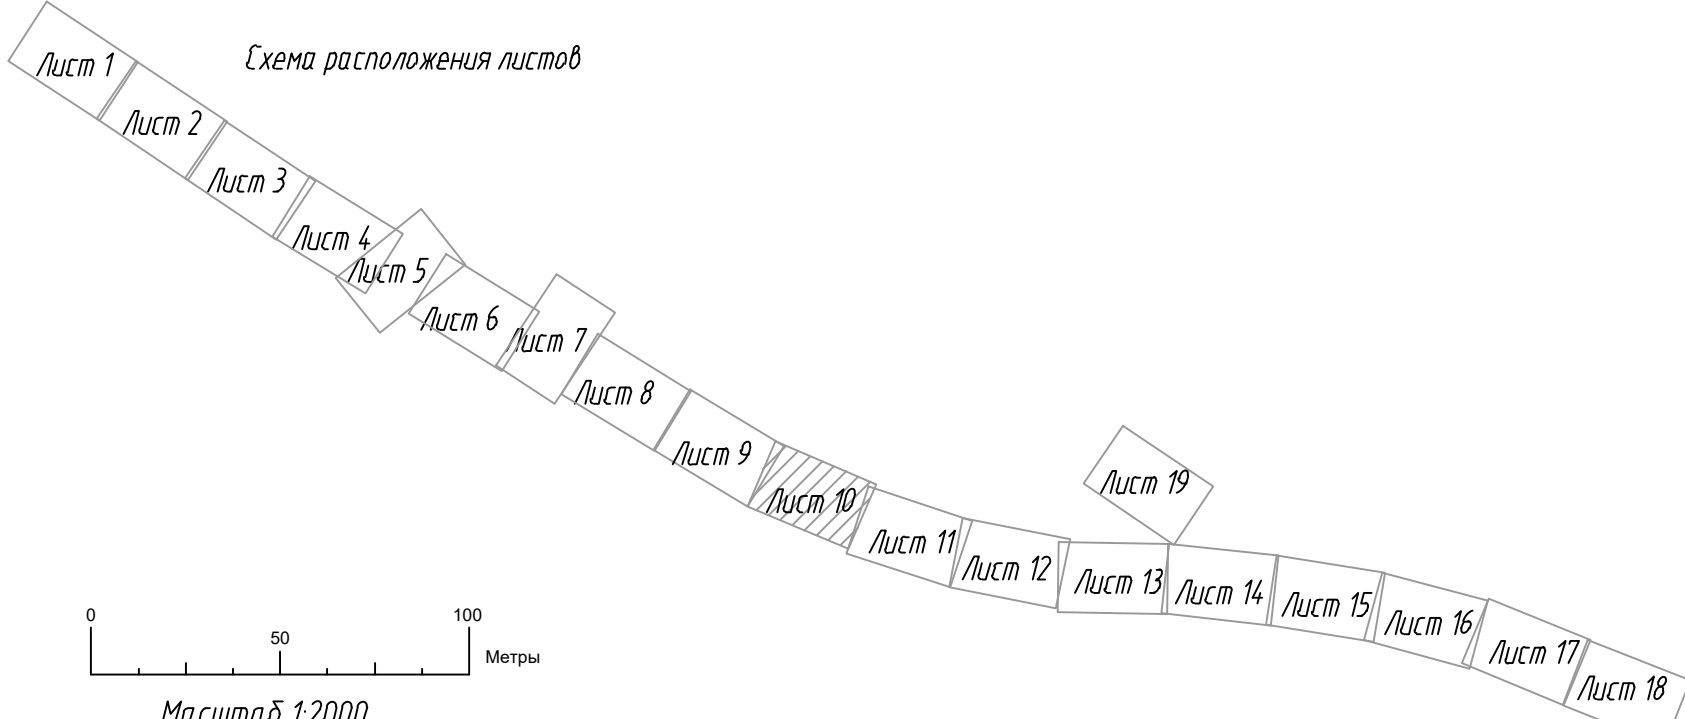 Схема расположения листов
Лист 1
Лист 2
Лист 3
Лист 4
Лист 5
Лист 6
Лист 7
Лист 8
Лист 9
Лист 10
Лист 11
Лист 12
Лист 13
Лист 14
Лист 15
Лист 16
Лист 17
Лист 18
Лист 19
0 50 100
Метры
Масштаб 1:2000